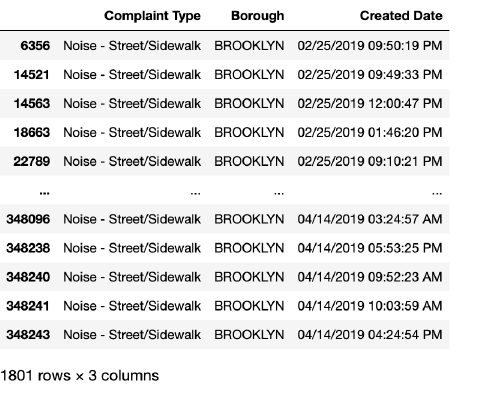 Complaint Type Borough Created Date
6356 Noise - Street/Sidewalk BROOKLYN 02/25/2019 09:50:19 PM
14521 Noise - Street/Sidewalk BROOKLYN 02/25/2019 09:49:33 PM
14563 Noise - Street/Sidewalk BROOKLYN 02/25/2019 12:00:47 PM
18663 Noise - Street/Sidewalk BROOKLYN 02/25/2019 01:46:20 PM
22789 Noise - Street/Sidewalk BROOKLYN 02/25/2019 09:10:21 PM
... ... ... ...
348096 Noise - Street/Sidewalk BROOKLYN 04/14/2019 03:24:57 AM
348238 Noise - Street/Sidewalk BROOKLYN 04/14/2019 05:53:25 PM
348240 Noise - Street/Sidewalk BROOKLYN 04/14/2019 09:52:23 AM
348241 Noise - Street/Sidewalk BROOKLYN 04/14/2019 10:03:59 AM
348243 Noise - Street/Sidewalk BROOKLYN 04/14/2019 04:24:54 PM
1801 rows × 3 columns